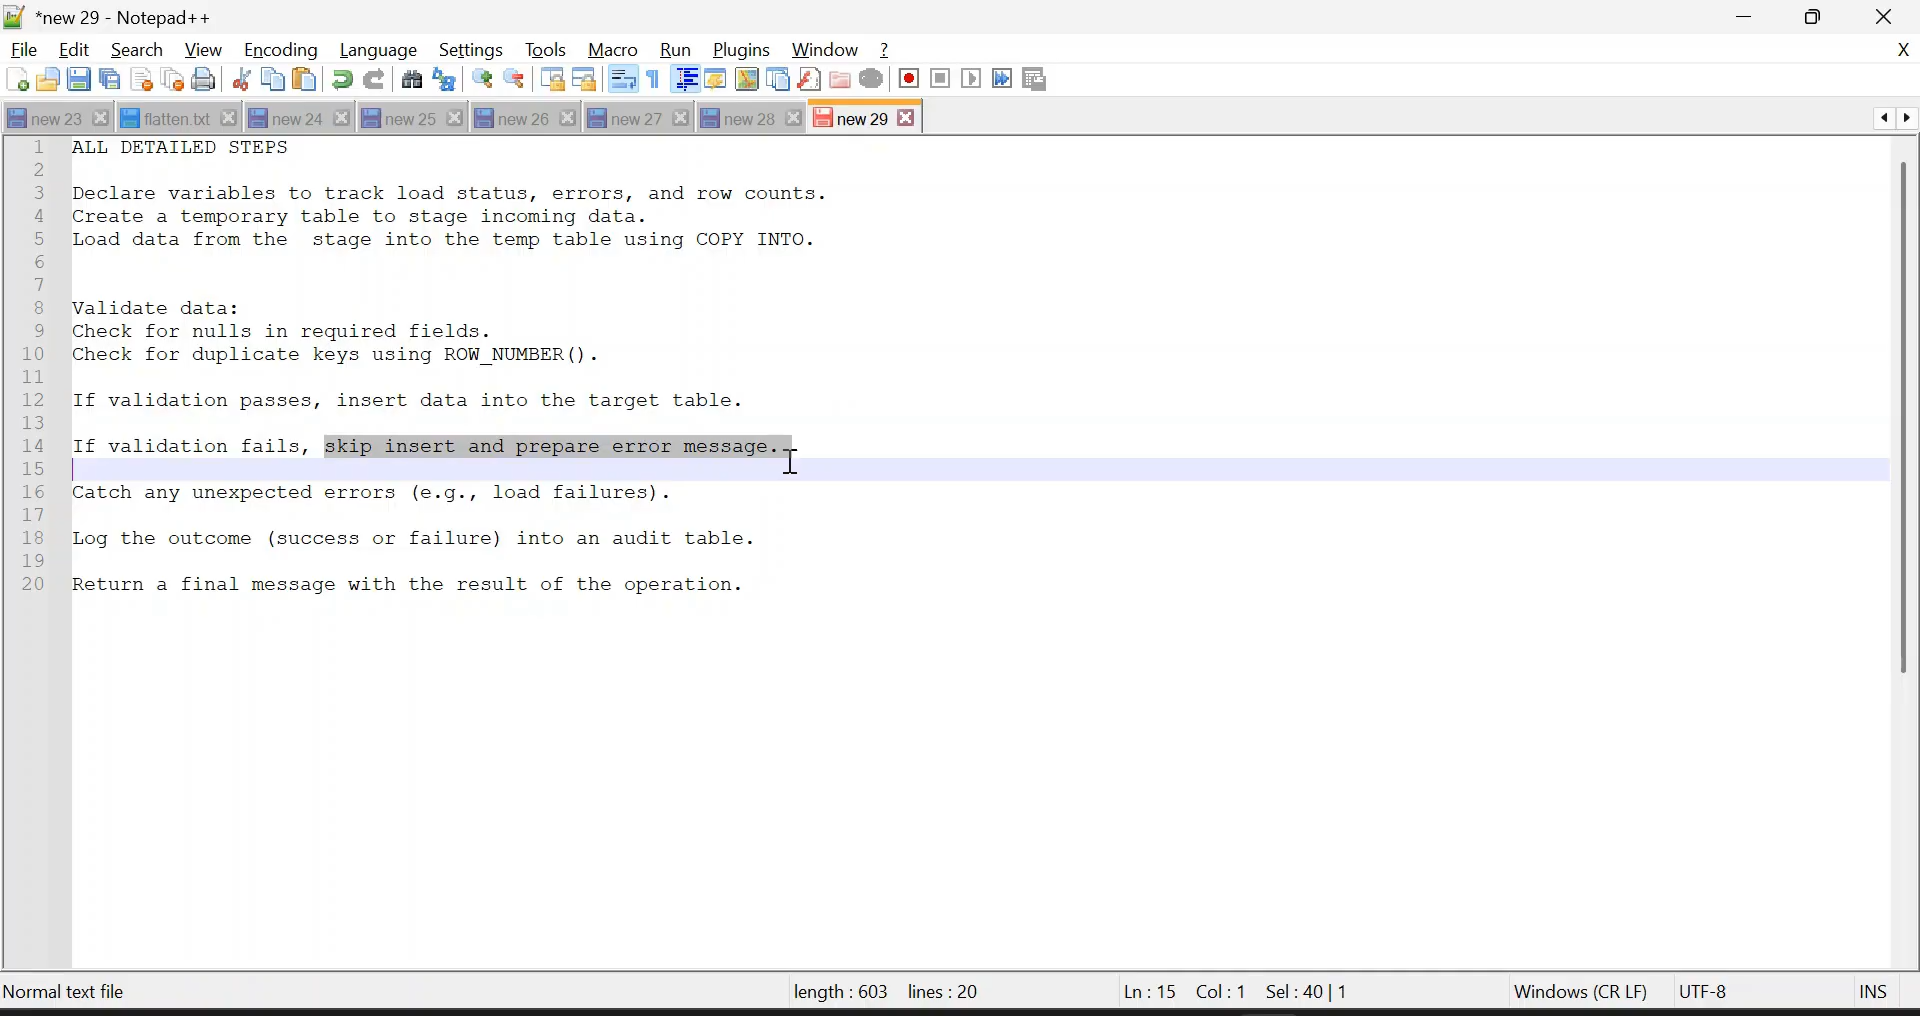 *new 29 - Notepad++
File Edit Search View Encoding Language Settings Tools Macro Run Plugins Window ? X
new 23 flatten.txt new 24 new 25 new 26 new 27 new 28 new 29
1 ALL DETAILED STEPS
2
3 Declare variables to track load status, errors, and row counts.
4 Create a temporary table to stage incoming data.
5 Load data from the  stage into the temp table using COPY INTO.
6
7
8 Validate data:
9 Check for nulls in required fields.
10 Check for duplicate keys using ROW_NUMBER().
11
12 If validation passes, insert data into the target table.
13
14 If validation fails, skip insert and prepare error message.
15
16 Catch any unexpected errors (e.g., load failures).
17
18 Log the outcome (success or failure) into an audit table.
19
20 Return a final message with the result of the operation.
Normal text file length : 603 lines : 20 Ln : 15 Col : 1 Sel : 40 | 1 Windows (CR LF) UTF-8 INS